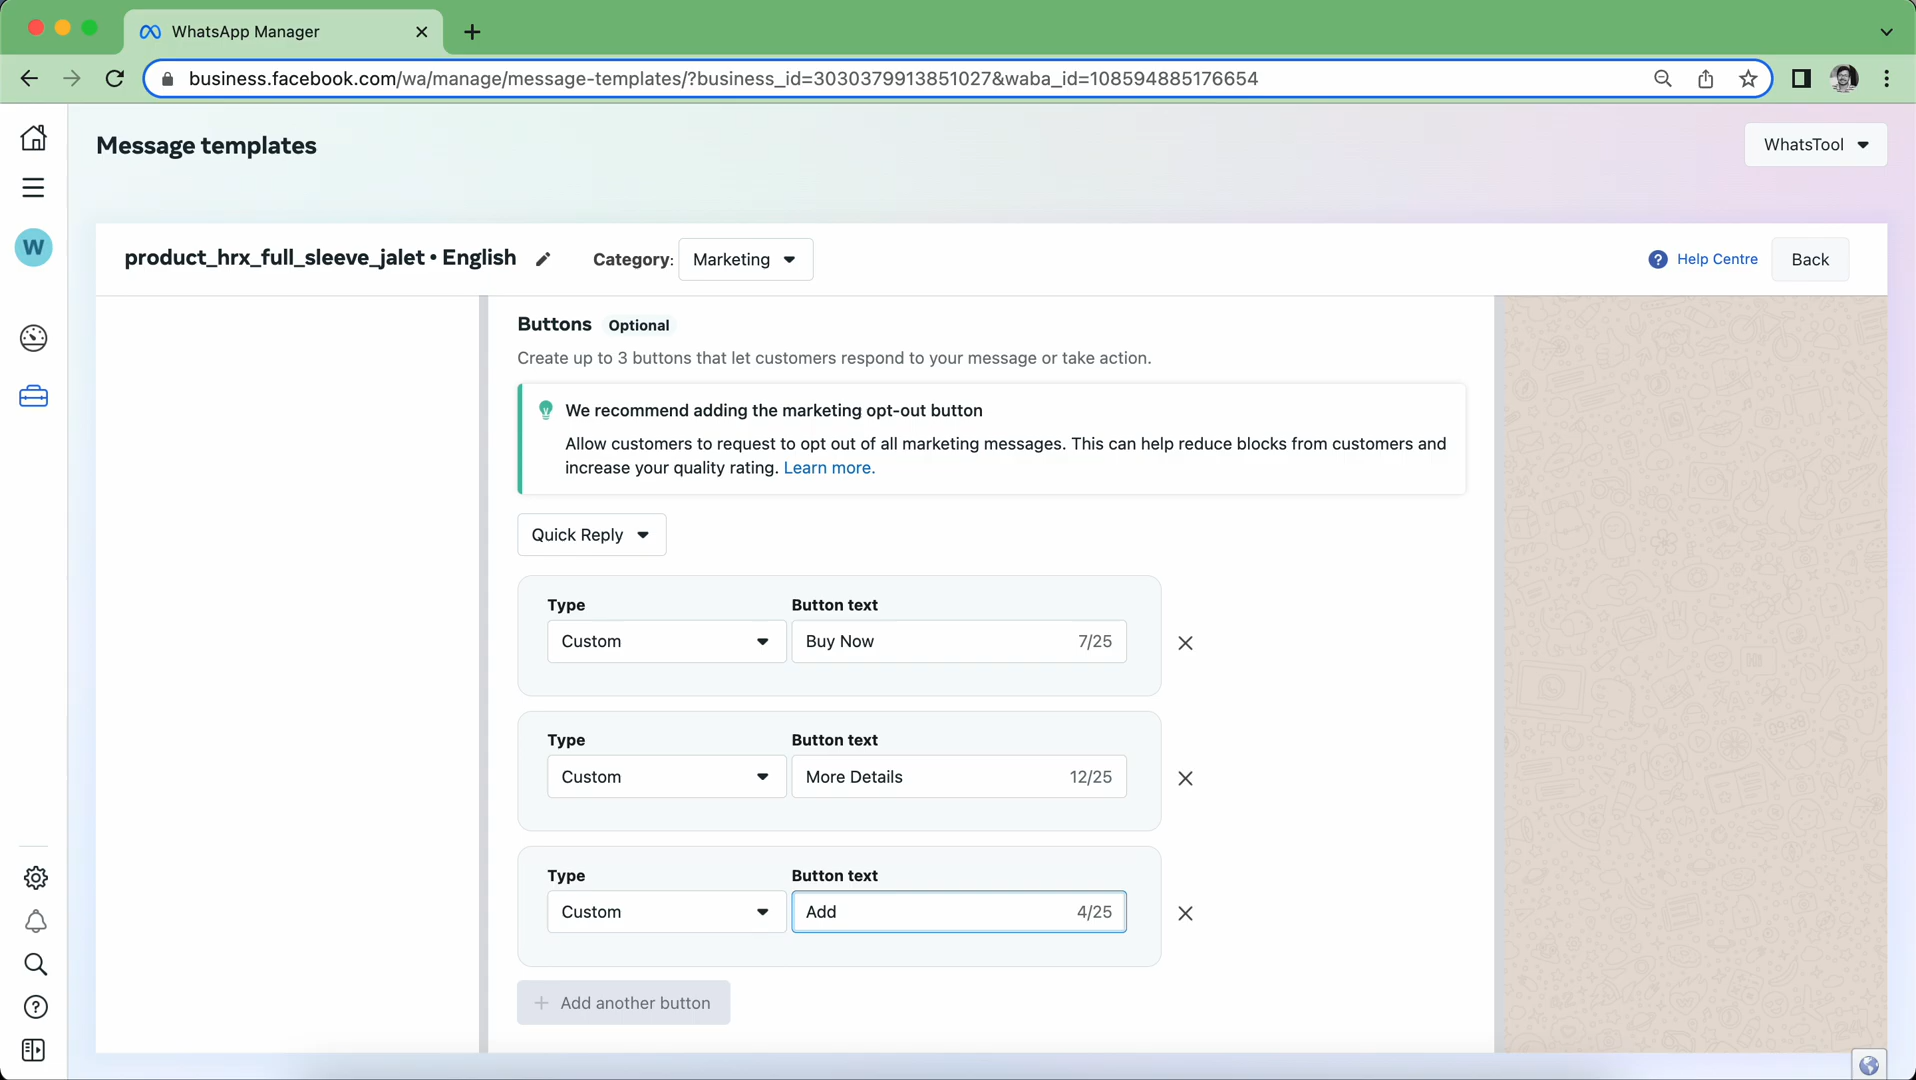 WhatsApp Manager
business.facebook.com/wa/manage/message-templates/?business_id=3030379913851027&waba_id=108594885176654
Message templates
WhatsTool
W
product_hrx_full_sleeve_jalet • English
Category: Marketing
Help Centre
Back
Buttons Optional
Create up to 3 buttons that let customers respond to your message or take action.
We recommend adding the marketing opt-out button
Allow customers to request to opt out of all marketing messages. This can help reduce blocks from customers and
increase your quality rating. Learn more.
Quick Reply
Type Button text
Custom Buy Now 7/25
Type Button text
Custom More Details 12/25
Type Button text
Custom Add 4/25
+ Add another button